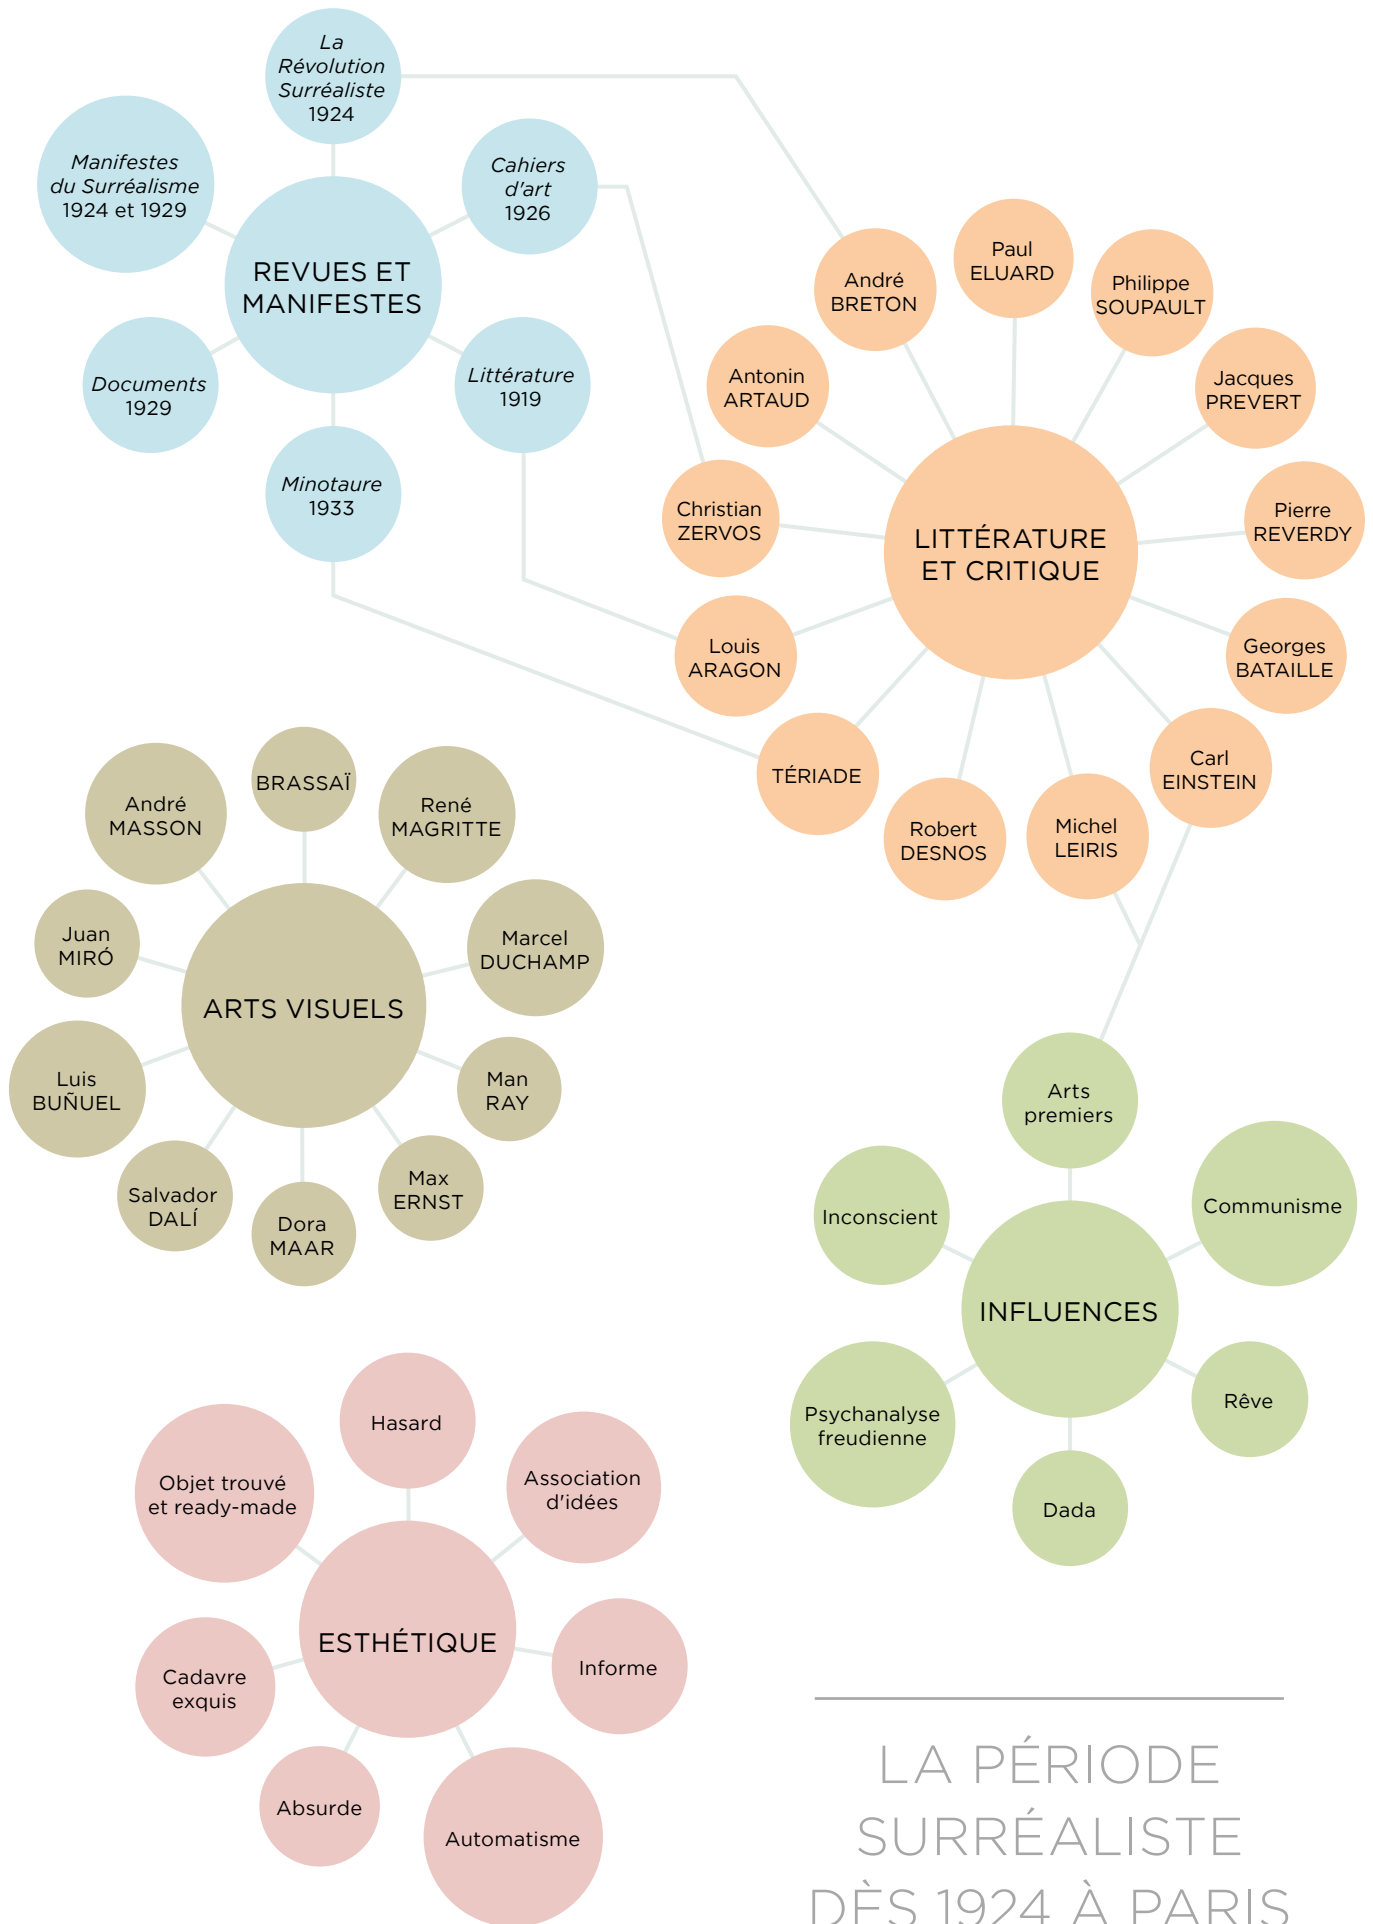 La
Révolution
Surréaliste
1924
Manifestes
du Surréalisme
1924 et 1929
Cahiers
d'art
1926
REVUES ET
MANIFESTES
Documents
1929
Littérature
1919
Minotaure
1933
Paul
ELUARD
André
BRETON
Philippe
SOUPAULT
Antonin
ARTAUD
Jacques
PREVERT
Christian
ZERVOS
Pierre
REVERDY
LITTÉRATURE
ET CRITIQUE
Louis
ARAGON
Georges
BATAILLE
TÉRIADE
Carl
EINSTEIN
Robert
DESNOS
Michel
LEIRIS
BRASSAÏ
André
MASSON
René
MAGRITTE
Juan
MIRÓ
Marcel
DUCHAMP
ARTS VISUELS
Luis
BUÑUEL
Man
RAY
Salvador
DALÍ
Max
ERNST
Dora
MAAR
Arts
premiers
Inconscient
Communisme
INFLUENCES
Psychanalyse
freudienne
Rêve
Dada
Hasard
Objet trouvé
et ready-made
Association
d'idées
ESTHÉTIQUE
Cadavre
exquis
Informe
Absurde
Automatisme
LA PÉRIODE
SURRÉALISTE
DÈS 1924 À PARIS